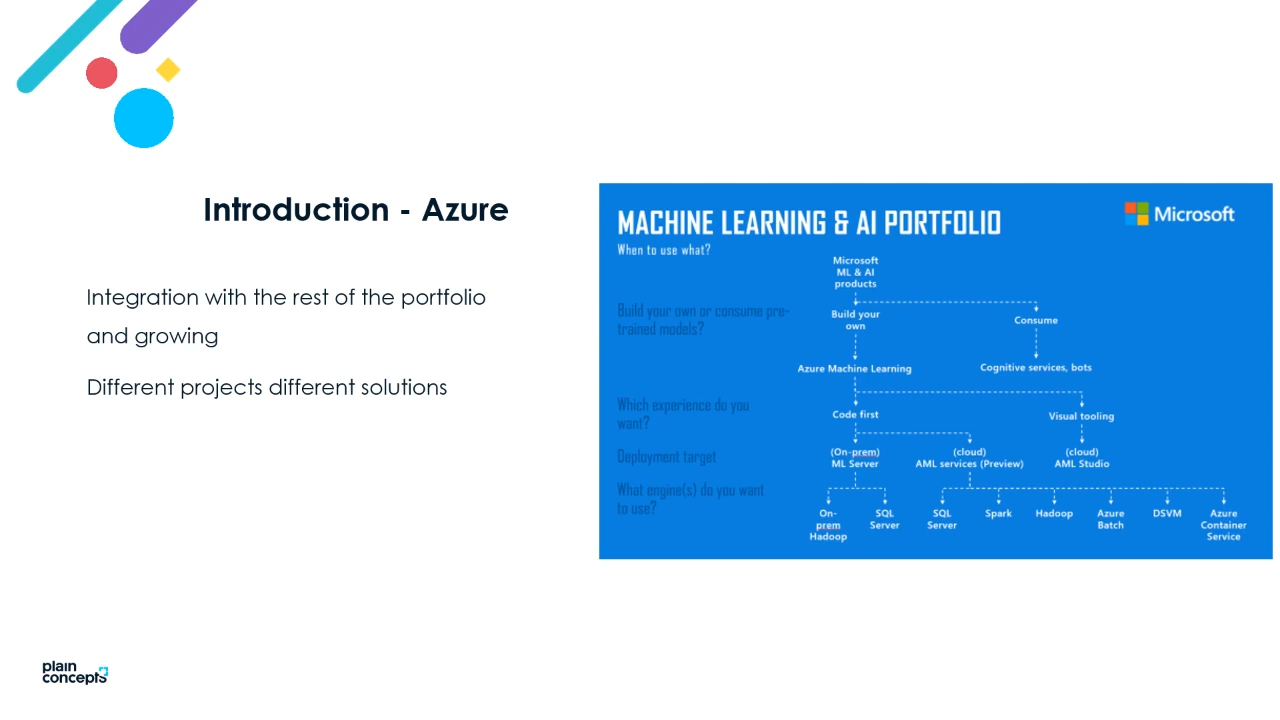 Introduction - Azure
Integration with the rest of the portfolio
and growing
Different projects different solutions
MACHINE LEARNING & AI PORTFOLIO
Microsoft
When to use what?
Microsoft
ML & AI
products
Build your own or consume pre-
trained models?
Build your
own
Consume
Azure Machine Learning
Cognitive services, bots
Which experience do you
want?
Code first
Visual tooling
Deployment target
(On-prem)
ML Server
(cloud)
AML services (Preview)
(cloud)
AML Studio
What engine(s) do you want
to use?
On-
prem
Hadoop
SQL
Server
SQL
Server
Spark
Hadoop
Azure
Batch
DSVM
Azure
Container
Service
plain
concepts